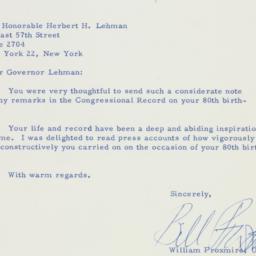 Honorable Herbert H. Lehman
ast 57th Street
e 2704
York 22, New York
r Governor Lehman:
You were very thoughtful to send such a considerate note
my remarks in the Congressional Record on your 80th birth-
Your life and record have been a deep and abiding inspiratio
me. I was delighted to read press accounts of how vigorously
constructively you carried on on the occasion of your 80th birt
With warm regards.
Sincerely,
Bill
William Proxmire